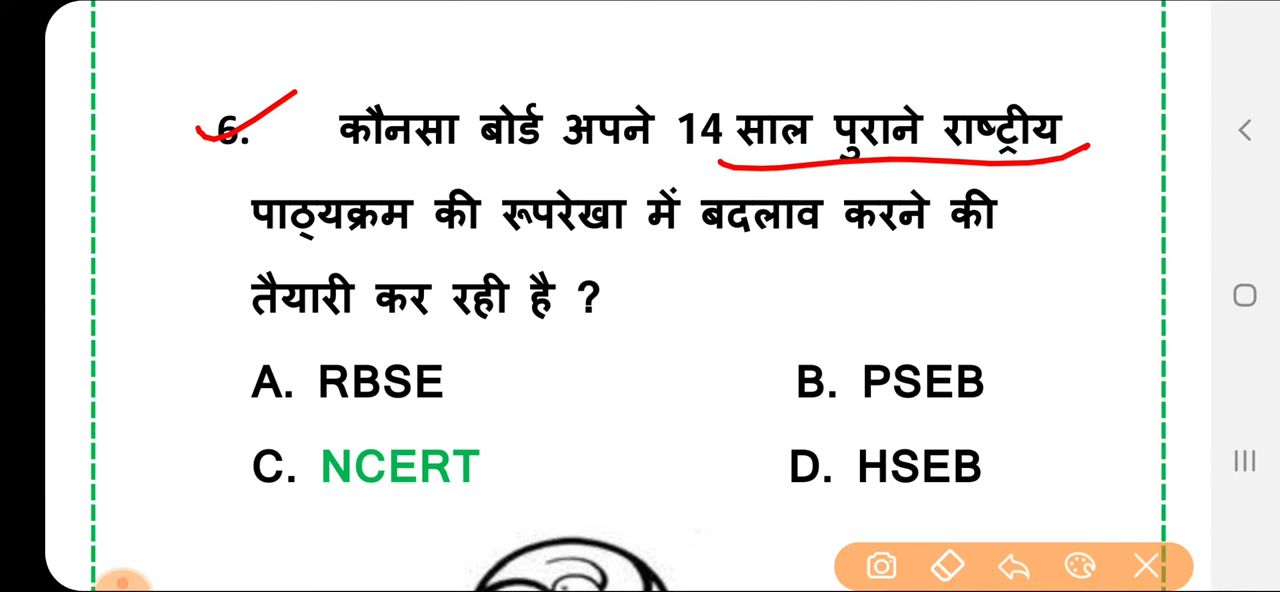 6. कौनसा बोर्ड अपने 14 साल पुराने राष्ट्रीय
पाठ्यक्रम की रूपरेखा में बदलाव करने की
तैयारी कर रही है ?
A. RBSE B. PSEB
C. NCERT D. HSEB